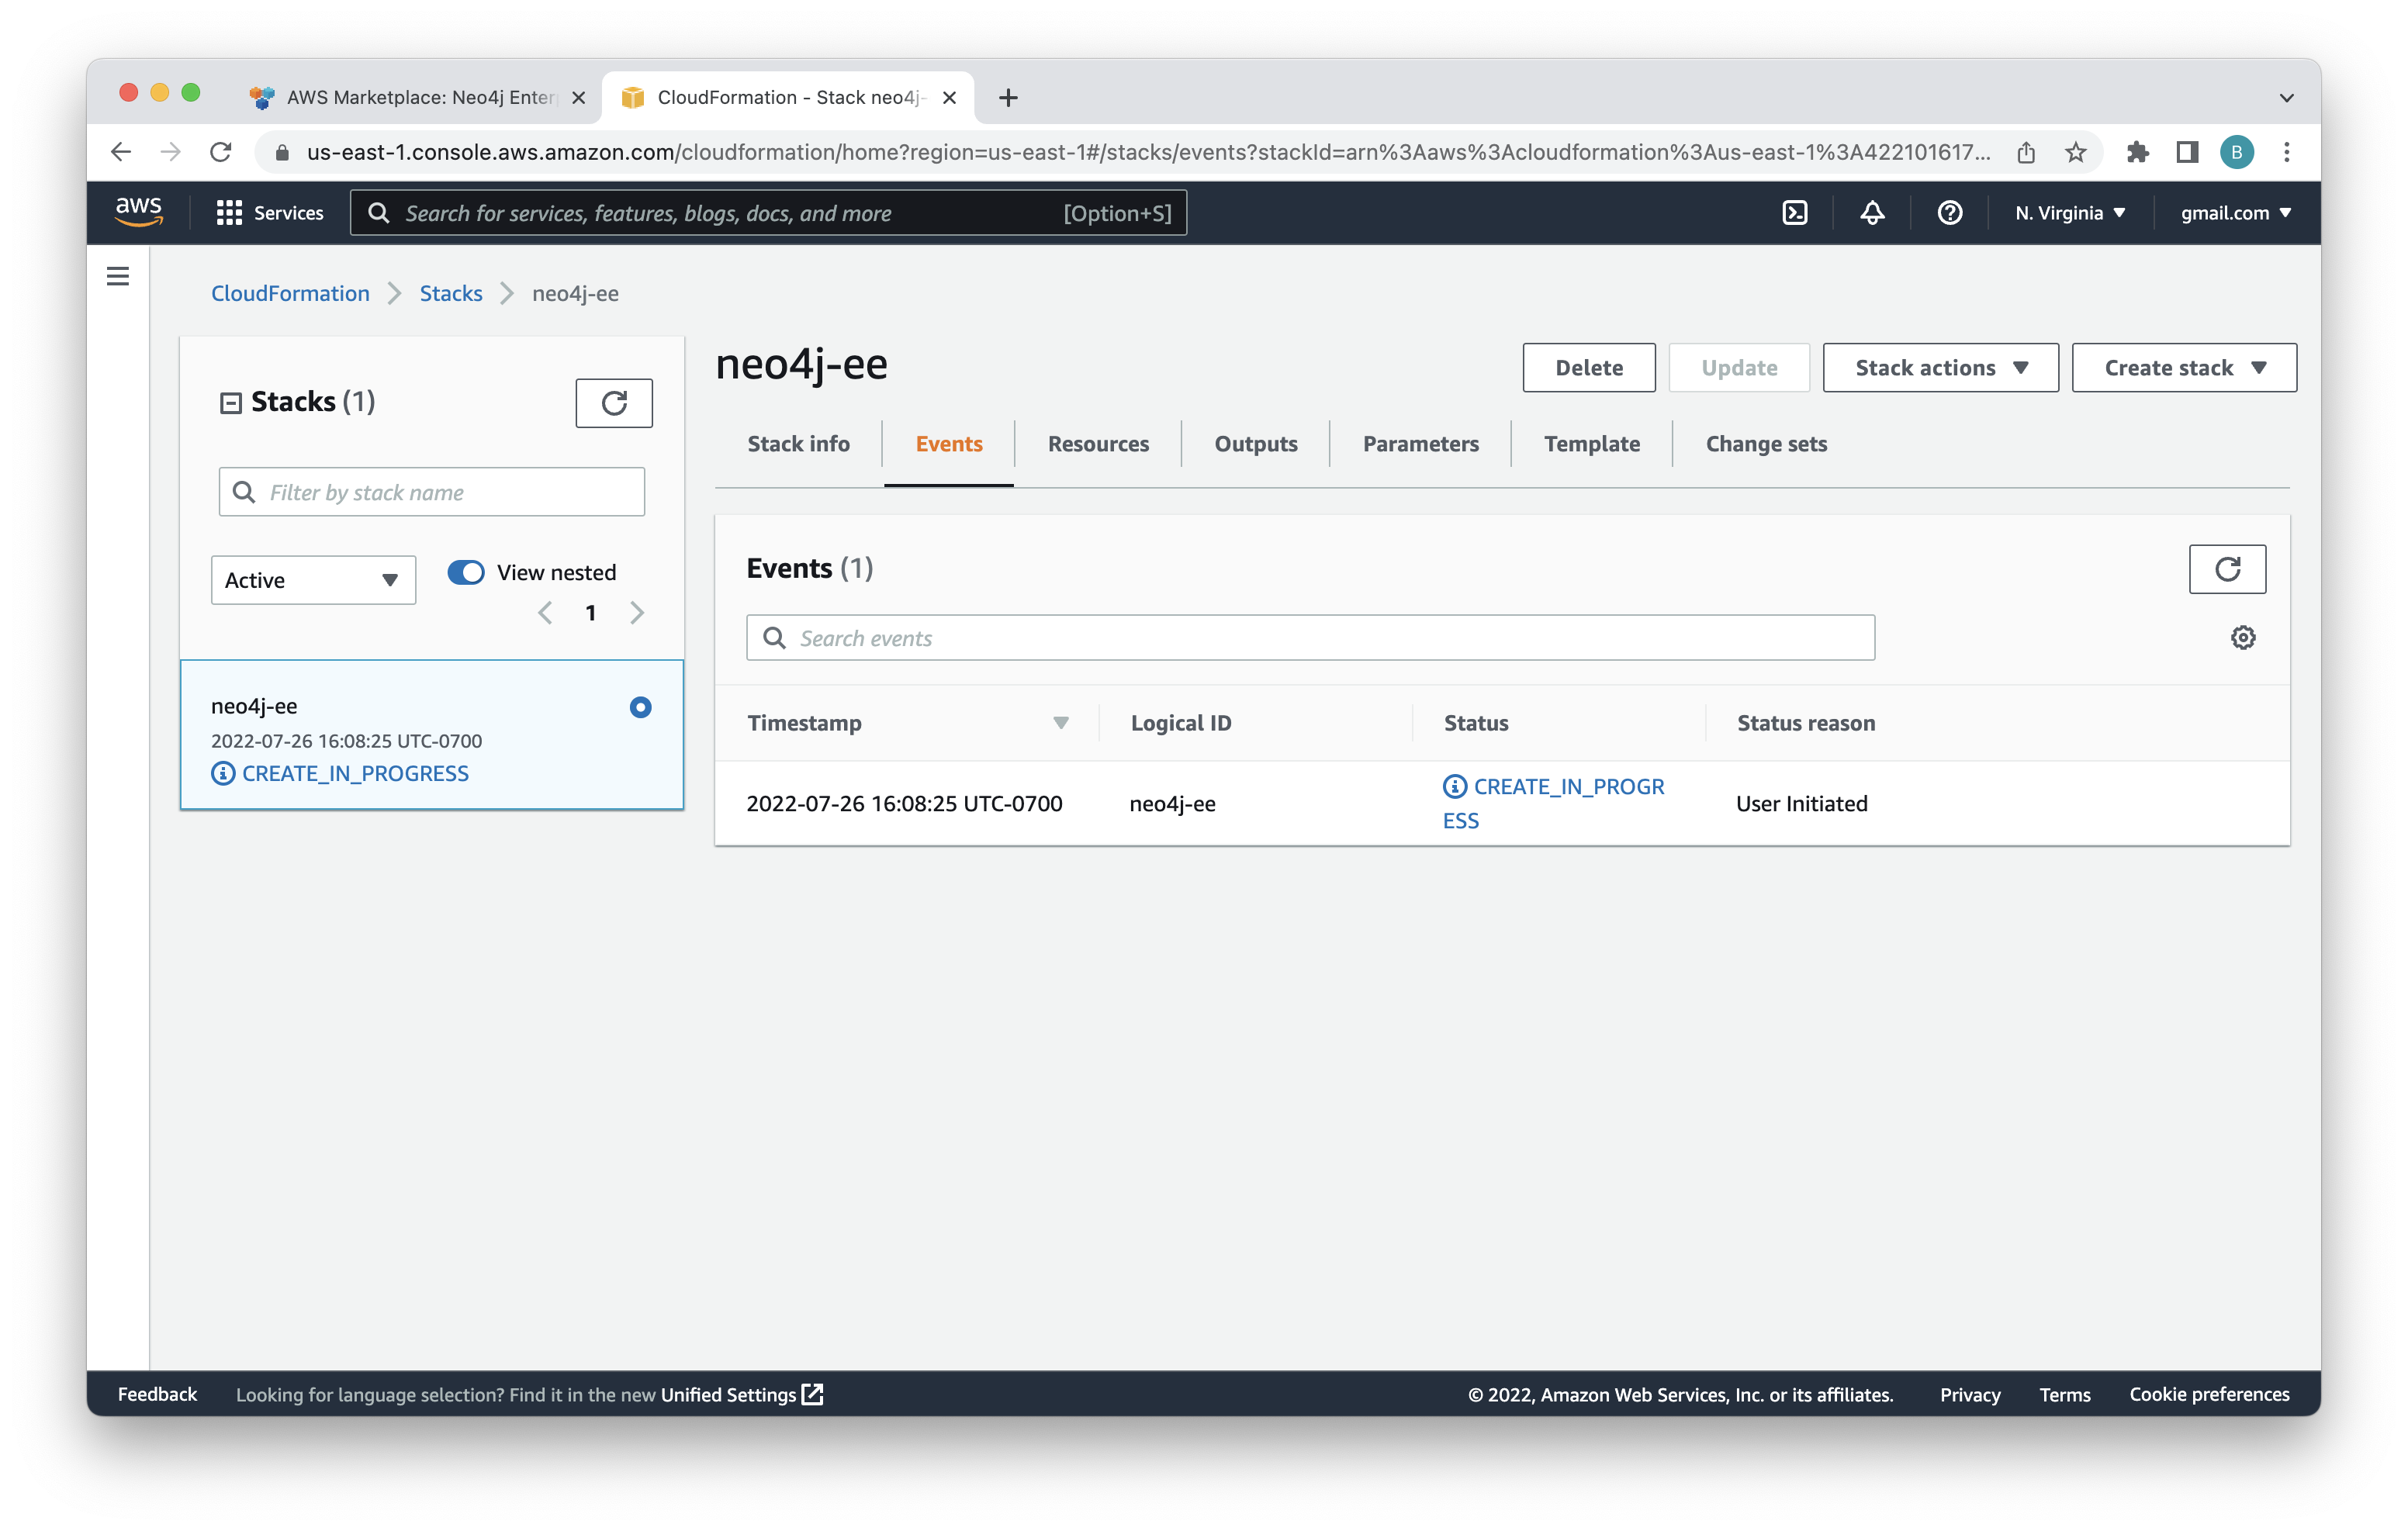 AWS Marketplace: Neo4j Enter
CloudFormation - Stack neo4j-
us-east-1.console.aws.amazon.com/cloudformation/home?region=us-east-1#/stacks/events?stackId=arn%3Aaws%3Acloudformation%3Aus-east-1%3A422101617...
B
aws
Services
Search for services, features, blogs, docs, and more
[Option+S]
N. Virginia
gmail.com
CloudFormation
Stacks
neo4j-ee
Stacks (1)
Filter by stack name
Active
View nested
1
neo4j-ee
2022-07-26 16:08:25 UTC-0700
CREATE_IN_PROGRESS
neo4j-ee
Delete
Update
Stack actions
Create stack
Stack info
Events
Resources
Outputs
Parameters
Template
Change sets
Events (1)
Search events
Timestamp
Logical ID
Status
Status reason
2022-07-26 16:08:25 UTC-0700
neo4j-ee
CREATE_IN_PROGR
ESS
User Initiated
Feedback
Looking for language selection? Find it in the new Unified Settings
© 2022, Amazon Web Services, Inc. or its affiliates.
Privacy
Terms
Cookie preferences